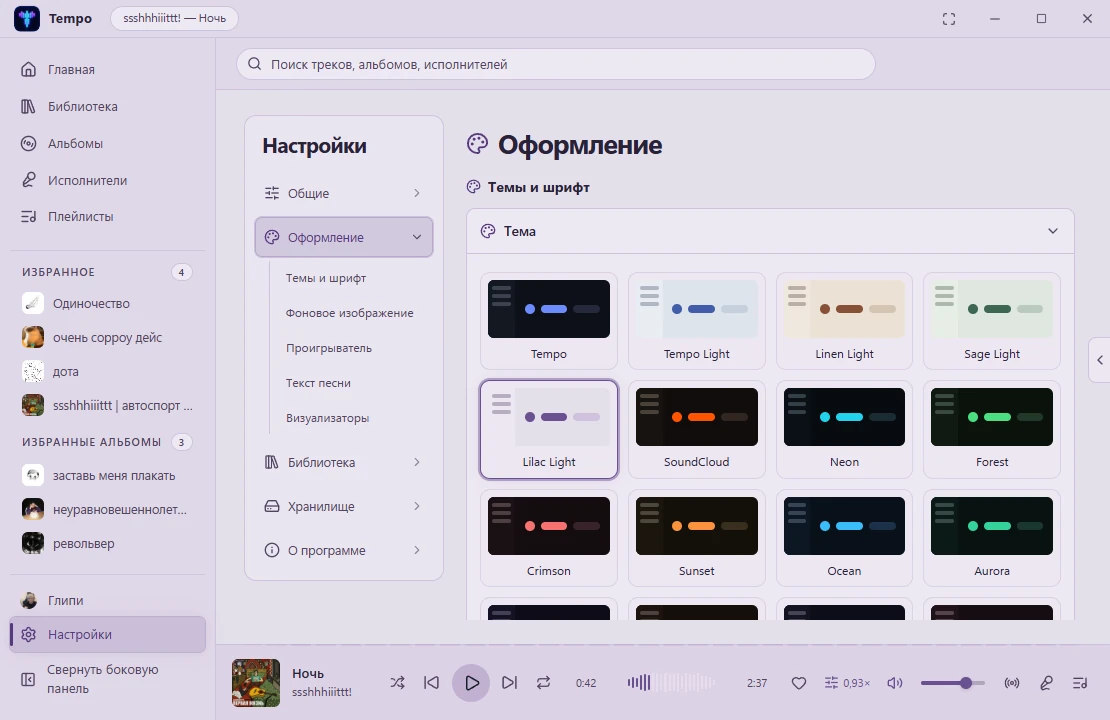 Tempo
ssshhhiiittt! — Ночь
Поиск треков, альбомов, исполнителей
Главная
Библиотека
Альбомы
Исполнители
Плейлисты
ИЗБРАННОЕ
4
Одиночество
очень сорроу дейс
дота
ssshhhiiittt | автоспорт ...
ИЗБРАННЫЕ АЛЬБОМЫ
3
заставь меня плакать
неуравновешеннолет...
револьвер
Глипи
Настройки
Свернуть боковую
панель
Настройки
Общие
Оформление
Темы и шрифт
Фоновое изображение
Проигрыватель
Текст песни
Визуализаторы
Библиотека
Хранилище
О программе
Оформление
Темы и шрифт
Тема
Tempo
Tempo Light
Linen Light
Sage Light
Lilac Light
SoundCloud
Neon
Forest
Crimson
Sunset
Ocean
Aurora
Ночь
ssshhhiiittt!
0:42
2:37
0,93×